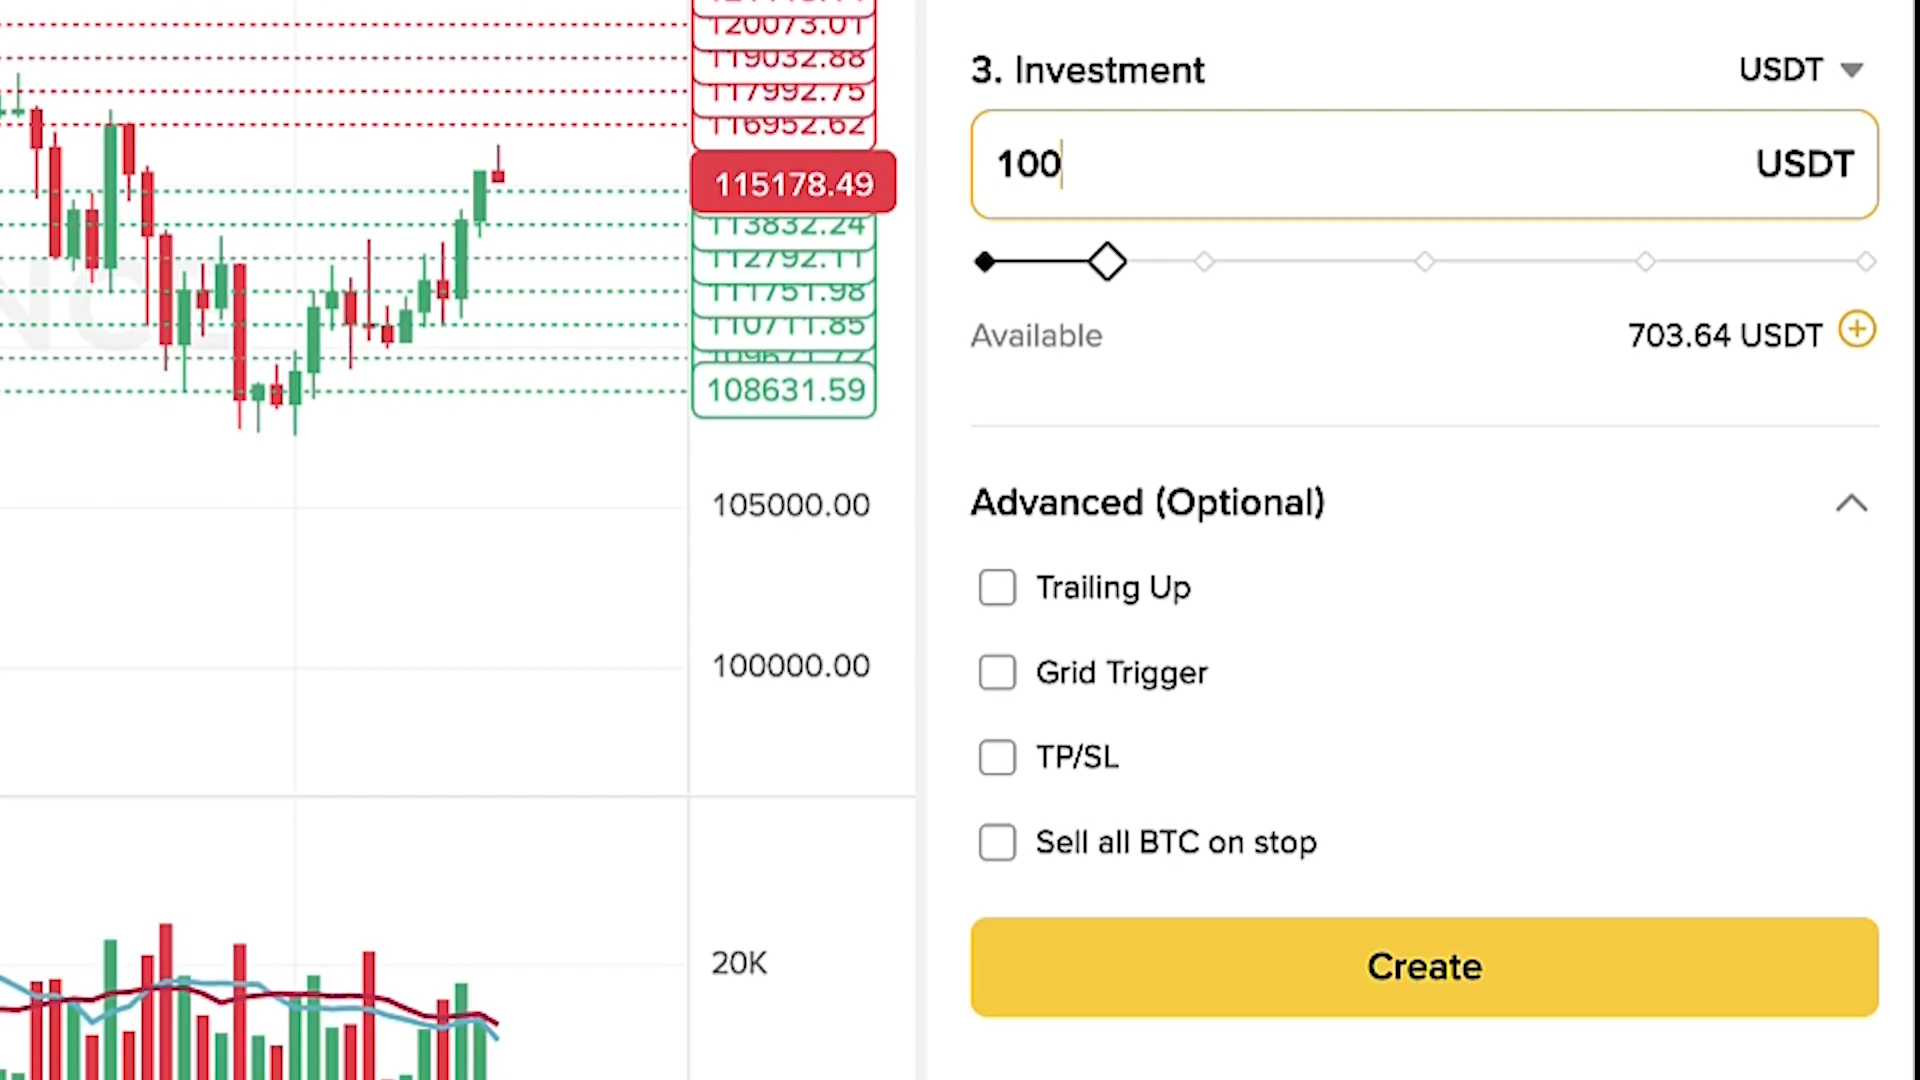 120073.01
119032.88
117992.75
116952.62
115178.49
113832.24
112792.11
111751.98
110711.85
109671.72
108631.59
105000.00
100000.00
20K
3. Investment
USDT
100
USDT
Available
703.64 USDT
Advanced (Optional)
Trailing Up
Grid Trigger
TP/SL
Sell all BTC on stop
Create